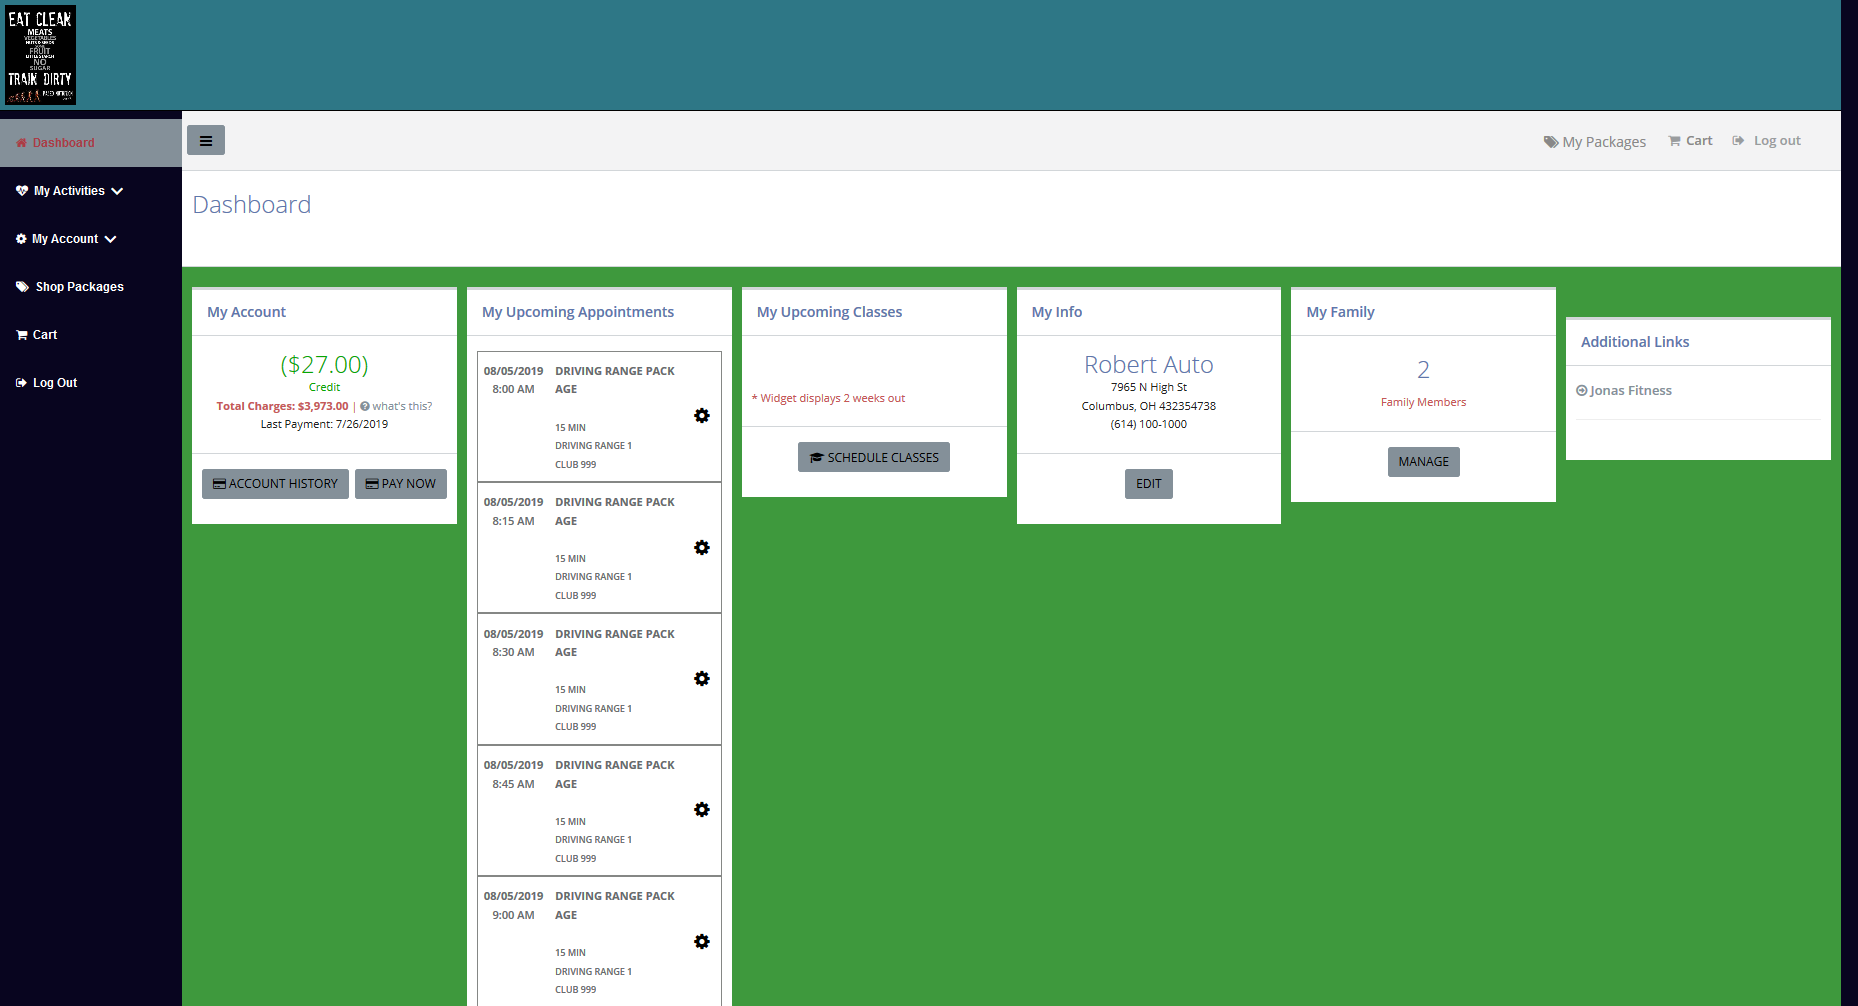 EAT CLEAN
MEATS
VEGETABLES
FRUIT
NO
SUGAR
TRAIN DIRTY
Dashboard
My Activities
My Account
Shop Packages
Cart
Log Out
My Packages
Cart
Log out
Dashboard
My Account
($27.00)
Credit
Total Charges: $3,973.00 | what's this?
Last Payment: 7/26/2019
ACCOUNT HISTORY
PAY NOW
My Upcoming Appointments
08/05/2019 DRIVING RANGE PACK
8:00 AM AGE
15 MIN
DRIVING RANGE 1
CLUB 999
08/05/2019 DRIVING RANGE PACK
8:15 AM AGE
15 MIN
DRIVING RANGE 1
CLUB 999
08/05/2019 DRIVING RANGE PACK
8:30 AM AGE
15 MIN
DRIVING RANGE 1
CLUB 999
08/05/2019 DRIVING RANGE PACK
8:45 AM AGE
15 MIN
DRIVING RANGE 1
CLUB 999
08/05/2019 DRIVING RANGE PACK
9:00 AM AGE
15 MIN
DRIVING RANGE 1
CLUB 999
My Upcoming Classes
* Widget displays 2 weeks out
SCHEDULE CLASSES
My Info
Robert Auto
7965 N High St
Columbus, OH 432354738
(614) 100-1000
EDIT
My Family
2
Family Members
MANAGE
Additional Links
Jonas Fitness